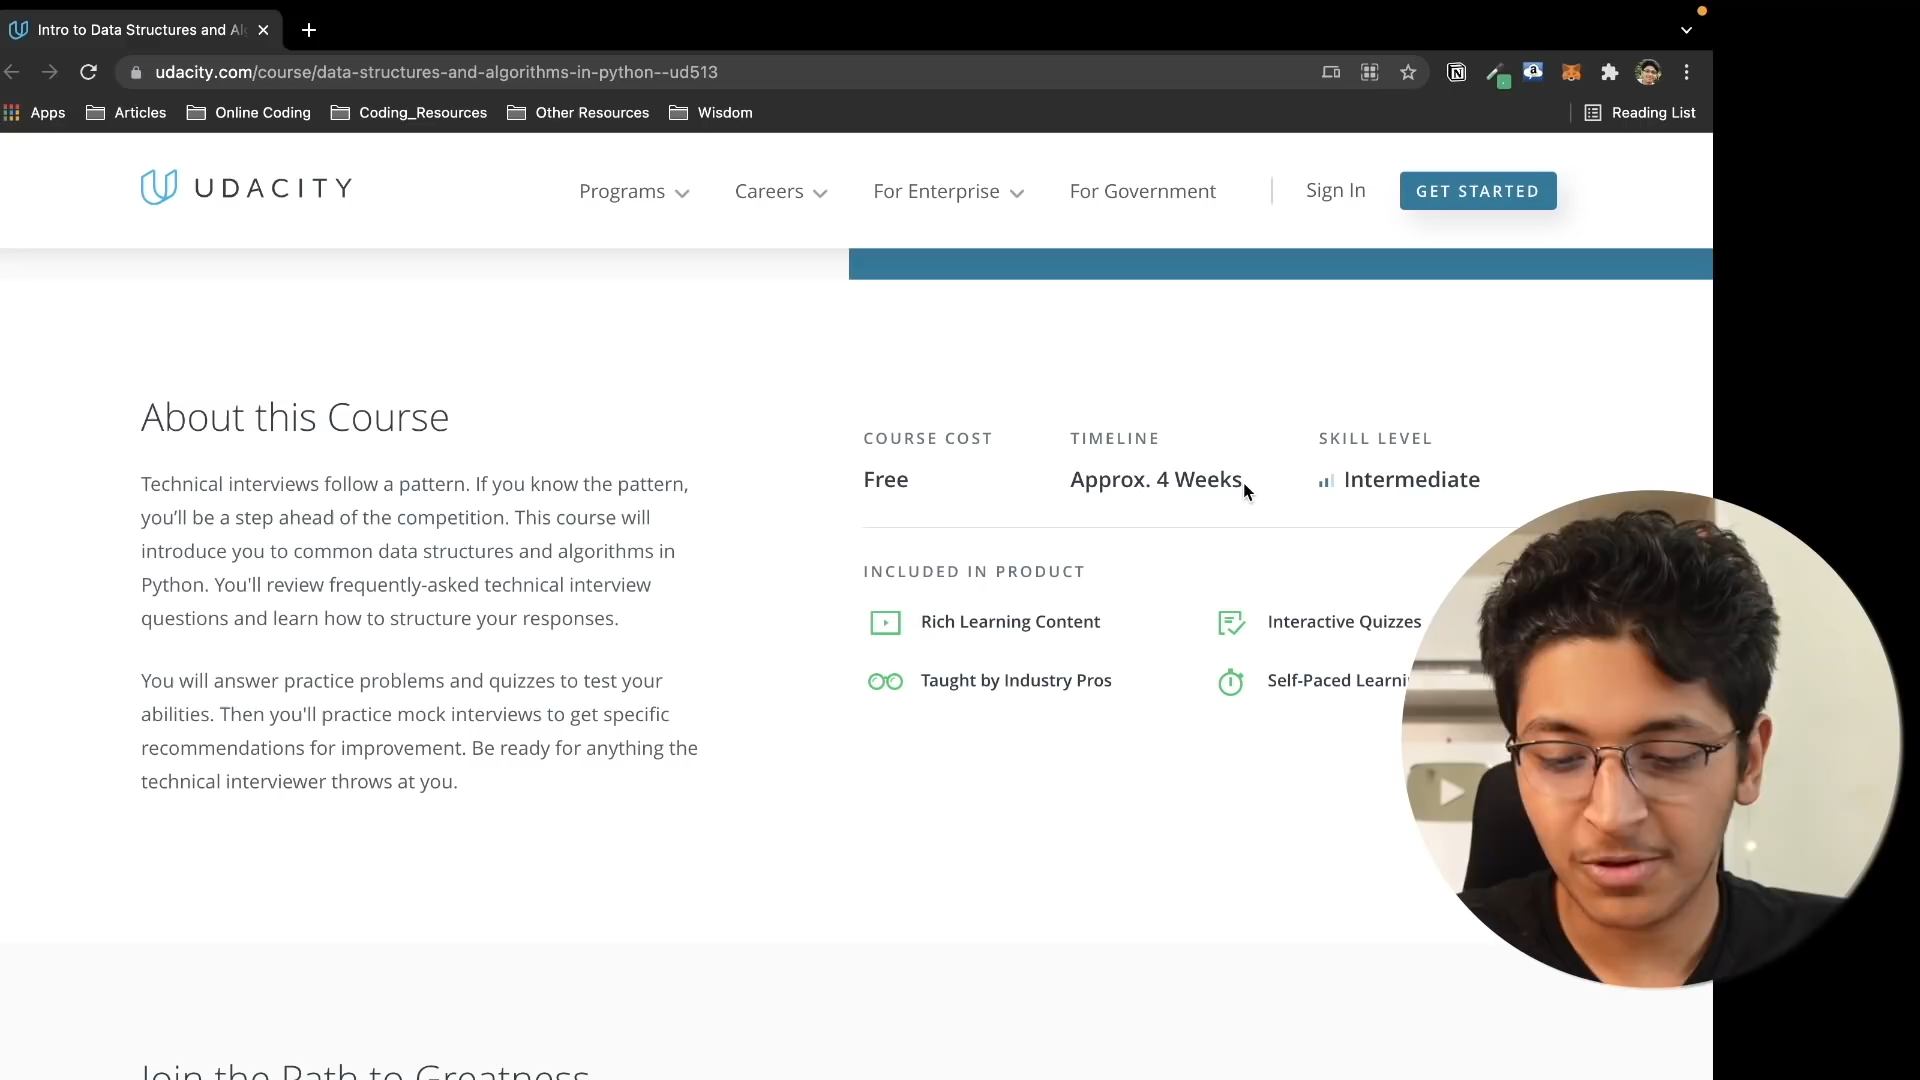 Intro to Data Structures and Al
udacity.com/course/data-structures-and-algorithms-in-python--ud513
Apps Articles Online Coding Coding_Resources Other Resources Wisdom Reading List
UDACITY Programs Careers For Enterprise For Government Sign In GET STARTED
About this Course
Technical interviews follow a pattern. If you know the pattern,
you’ll be a step ahead of the competition. This course will
introduce you to common data structures and algorithms in
Python. You'll review frequently-asked technical interview
questions and learn how to structure your responses.
You will answer practice problems and quizzes to test your
abilities. Then you'll practice mock interviews to get specific
recommendations for improvement. Be ready for anything the
technical interviewer throws at you.
COURSE COST TIMELINE SKILL LEVEL
Free Approx. 4 Weeks Intermediate
INCLUDED IN PRODUCT
Rich Learning Content Interactive Quizzes
Taught by Industry Pros Self-Paced Learni
Join the Path to Greatness